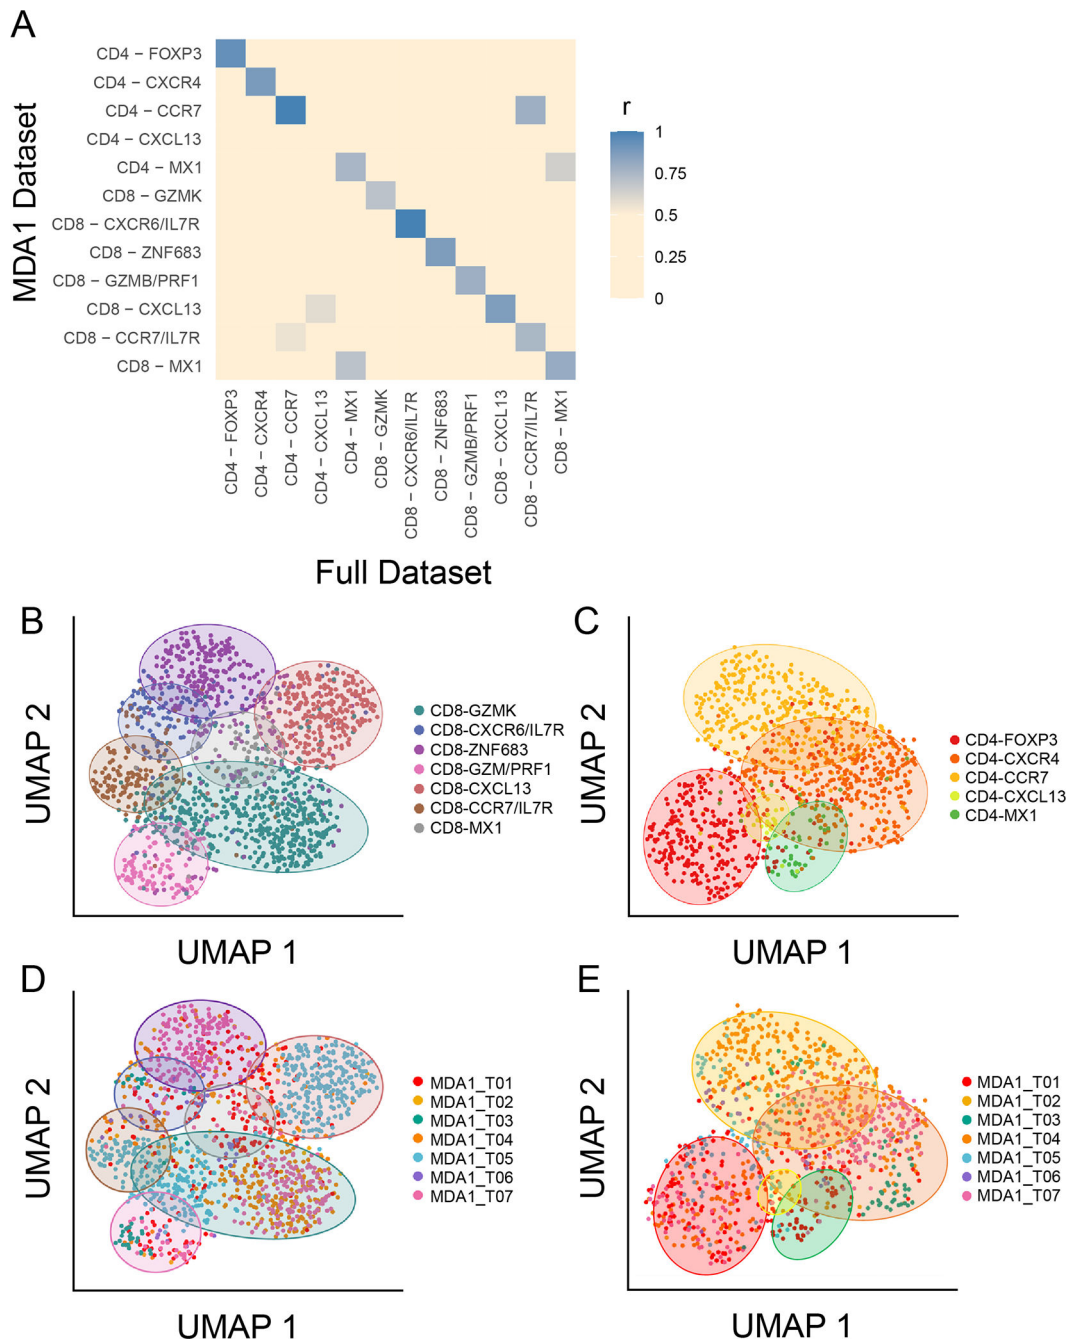 A
MDA1 Dataset
CD4 − FOXP3
CD4 − CXCR4
CD4 − CCR7
CD4 − CXCL13
CD4 − MX1
CD8 − GZMK
CD8 − CXCR6/IL7R
CD8 − ZNF683
CD8 − GZMB/PRF1
CD8 − CXCL13
CD8 − CCR7/IL7R
CD8 − MX1
r
1
0.75
0.5
0.25
0
CD4 − FOXP3
CD4 − CXCR4
CD4 − CCR7
CD4 − CXCL13
CD4 − MX1
CD8 − GZMK
CD8 − CXCR6/IL7R
CD8 − ZNF683
CD8 − GZMB/PRF1
CD8 − CXCL13
CD8 − CCR7/IL7R
CD8 − MX1
Full Dataset
B
UMAP 2
CD8-GZMK
CD8-CXCR6/IL7R
CD8-ZNF683
CD8-GZM/PRF1
CD8-CXCL13
CD8-CCR7/IL7R
CD8-MX1
UMAP 1
C
UMAP 2
CD4-FOXP3
CD4-CXCR4
CD4-CCR7
CD4-CXCL13
CD4-MX1
UMAP 1
D
UMAP 2
MDA1_T01
MDA1_T02
MDA1_T03
MDA1_T04
MDA1_T05
MDA1_T06
MDA1_T07
UMAP 1
E
UMAP 2
MDA1_T01
MDA1_T02
MDA1_T03
MDA1_T04
MDA1_T05
MDA1_T06
MDA1_T07
UMAP 1